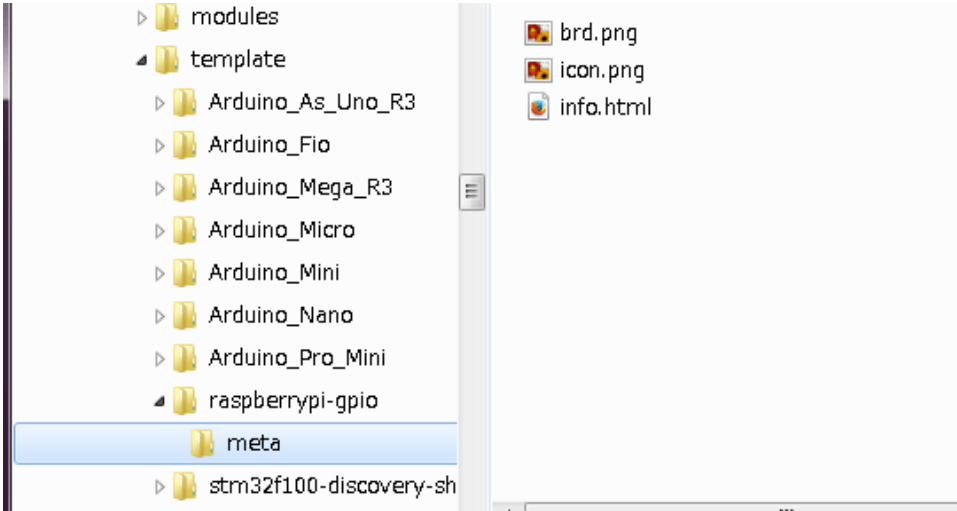 modules
template
Arduino_As_Uno_R3
Arduino_Fio
Arduino_Mega_R3
Arduino_Micro
Arduino_Mini
Arduino_Nano
Arduino_Pro_Mini
raspberrypi-gpio
meta
stm32f100-discovery-sh
brd.png
icon.png
info.html